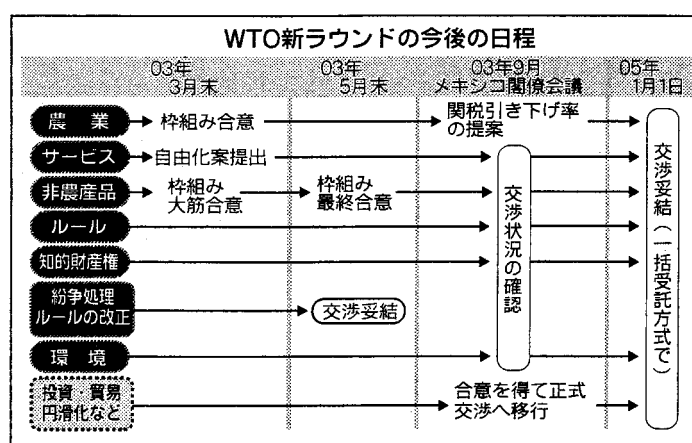 WTO新ラウンドの今後の日程
03年
3月末
03年
5月末
03年9月
メキシコ閣僚会議
05年
1月1日
農業
枠組み合意
関税引き下げ率
の提案
サービス
自由化案提出
非農産品
枠組み
大筋合意
枠組み
最終合意
ルール
知的財産権
紛争処理
ルールの改正
交渉妥結
環境
投資・貿易
円滑化など
合意を得て正式
交渉へ移行
交渉状況の確認
交渉妥結(一括受託方式で)